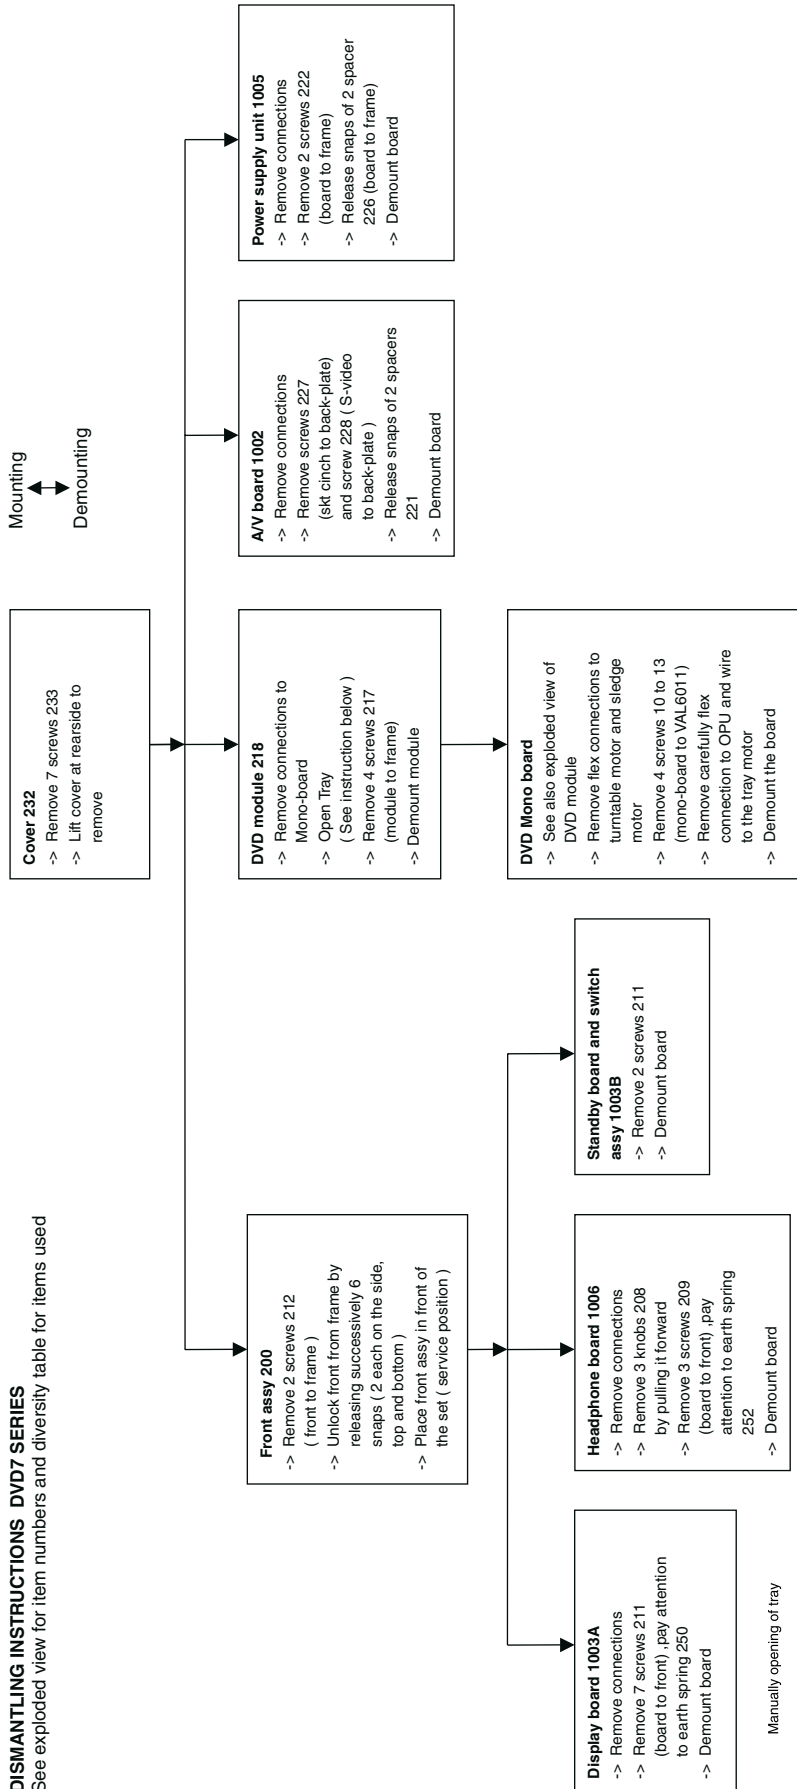 DISMANTLING INSTRUCTIONS DVD7 SERIES
See exploded view for item numbers and diversity table for items used
Mounting
Demounting
Cover 232
-> Remove 7 screws 233
-> Lift cover at rearside to
remove
Front assy 200
-> Remove 2 screws 212
( front to frame )
-> Unlock front from frame by
releasing successively 6
snaps ( 2 each on the side,
top and bottom )
-> Place front assy in front of
the set ( service position )
DVD module 218
-> Remove connections to
Mono-board
-> Open Tray
( See instruction below )
-> Remove 4 screws 217
(module to frame)
-> Demount module
A/V board 1002
-> Remove connections
-> Remove screws 227
(skt cinch to back-plate)
and screw 228 ( S-video
to back-plate )
-> Release snaps of 2 spacers
221
-> Demount board
Power supply unit 1005
-> Remove connections
-> Remove 2 screws 222
(board to frame)
-> Release snaps of 2 spacer
226 (board to frame)
-> Demount board
Display board 1003A
-> Remove connections
-> Remove 7 screws 211
(board to front) ,pay attention
to earth spring 250
-> Demount board
Headphone board 1006
-> Remove connections
-> Remove 3 knobs 208
by pulling it forward
-> Remove 3 screws 209
(board to front) ,pay
attention to earth spring
252
-> Demount board
Standby board and switch
assy 1003B
-> Remove 2 screws 211
-> Demount board
DVD Mono board
-> See also exploded view of
DVD module
-> Remove flex connections to
turntable motor and sledge
motor
-> Remove 4 screws 10 to 13
(mono-board to VAL6011)
-> Remove carefully flex
connection to OPU and wire
to the tray motor
-> Demount the board
Manually opening of tray